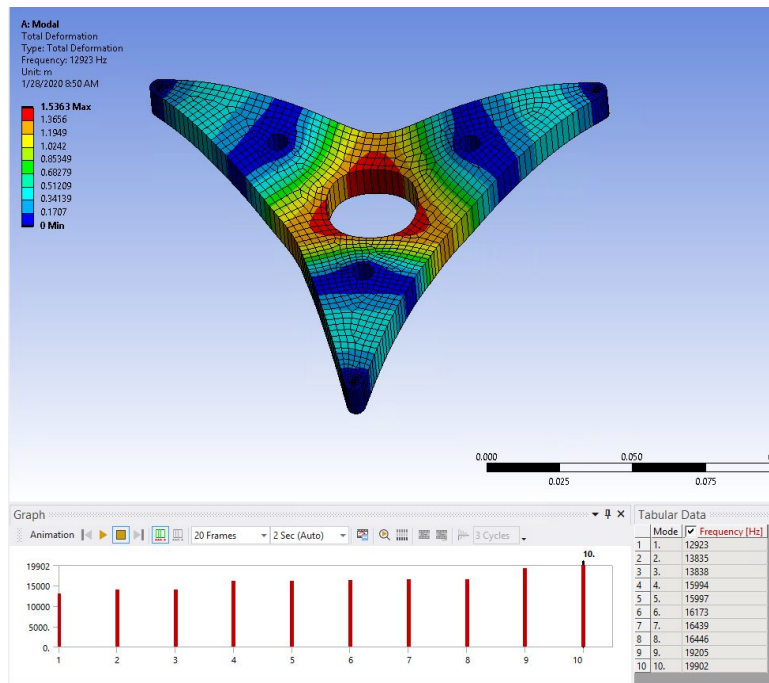 A: Modal
Total Deformation
Type: Total Deformation
Frequency: 12923 Hz
Unit: m
1/28/2020 8:50 AM
1.5363 Max
1.3656
1.1949
1.0242
0.85349
0.68279
0.51209
0.34139
0.1707
0 Min
0.000
0.050
0.025
0.075
Graph
Animation
20 Frames
2 Sec (Auto)
3 Cycles
10.
19902
15000
10000
5000.
0.
1 2 3 4 5 6 7 8 9 10
Tabular Data
Mode Frequency [Hz]
1 1. 12923
2 2. 13835
3 3. 13838
4 4. 15994
5 5. 15997
6 6. 16173
7 7. 16439
8 8. 16446
9 9. 19205
10 10. 19902